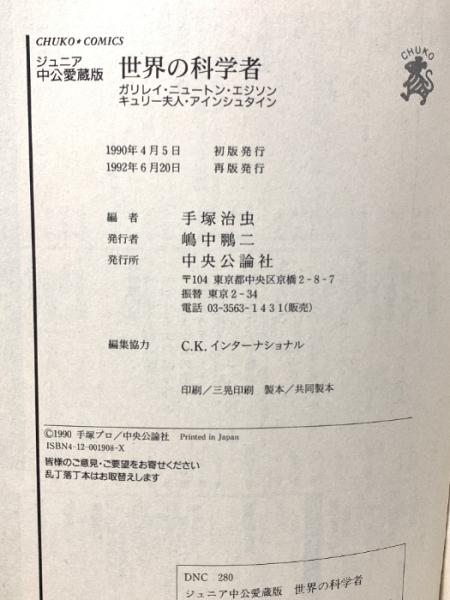 CHUKO★COMICS
CHUKO
ジュニア
中公愛蔵版
世界の科学者
ガリレイ・ニュートン・エジソン
キュリー夫人・アインシュタイン
1990年4月5日 初版発行
1992年6月20日 再版発行
編者 手塚治虫
発行者 嶋中鵬二
発行所 中央公論社
〒104 東京都中央区京橋2-8-7
振替 東京2-34
電話 03-3563-1431(販売)
編集協力 C.K.インターナショナル
印刷/三晃印刷 製本/共同製本
©1990 手塚プロ/中央公論社 Printed in Japan
ISBN4-12-001908-X
皆様のご意見・ご要望をお寄せください
乱丁落丁本はお取替えします
DNC 280
ジュニア中公愛蔵版 世界の科学者